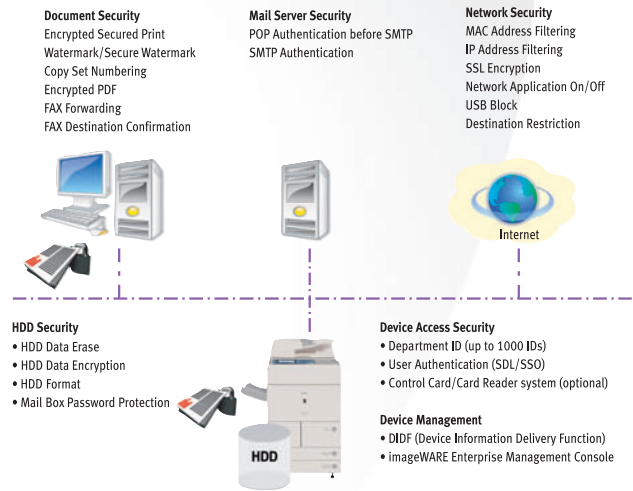 Document Security
Encrypted Secured Print
Watermark/Secure Watermark
Copy Set Numbering
Encrypted PDF
FAX Forwarding
FAX Destination Confirmation
Mail Server Security
POP Authentication before SMTP
SMTP Authentication
Network Security
MAC Address Filtering
IP Address Filtering
SSL Encryption
Network Application On/Off
USB Block
Destination Restriction
Internet
HDD Security
• HDD Data Erase
• HDD Data Encryption
• HDD Format
• Mail Box Password Protection
HDD
Device Access Security
• Department ID (up to 1000 IDs)
• User Authentication (SDL/SSO)
• Control Card/Card Reader system (optional)
Device Management
• DIDF (Device Information Delivery Function)
• imageWARE Enterprise Management Console